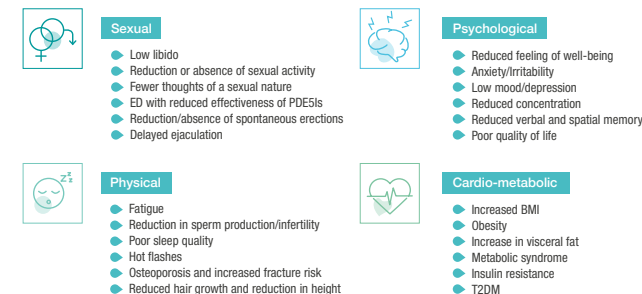 Sexual
Low libido
Reduction or absence of sexual activity
Fewer thoughts of a sexual nature
ED with reduced effectiveness of PDE5Is
Reduction/absence of spontaneous erections
Delayed ejaculation
Psychological
Reduced feeling of well-being
Anxiety/Irritability
Low mood/depression
Reduced concentration
Reduced verbal and spatial memory
Poor quality of life
zzz
Physical
Fatigue
Reduction in sperm production/infertility
Poor sleep quality
Hot flashes
Osteoporosis and increased fracture risk
Reduced hair growth and reduction in height
Cardio-metabolic
Increased BMI
Obesity
Increase in visceral fat
Metabolic syndrome
Insulin resistance
T2DM